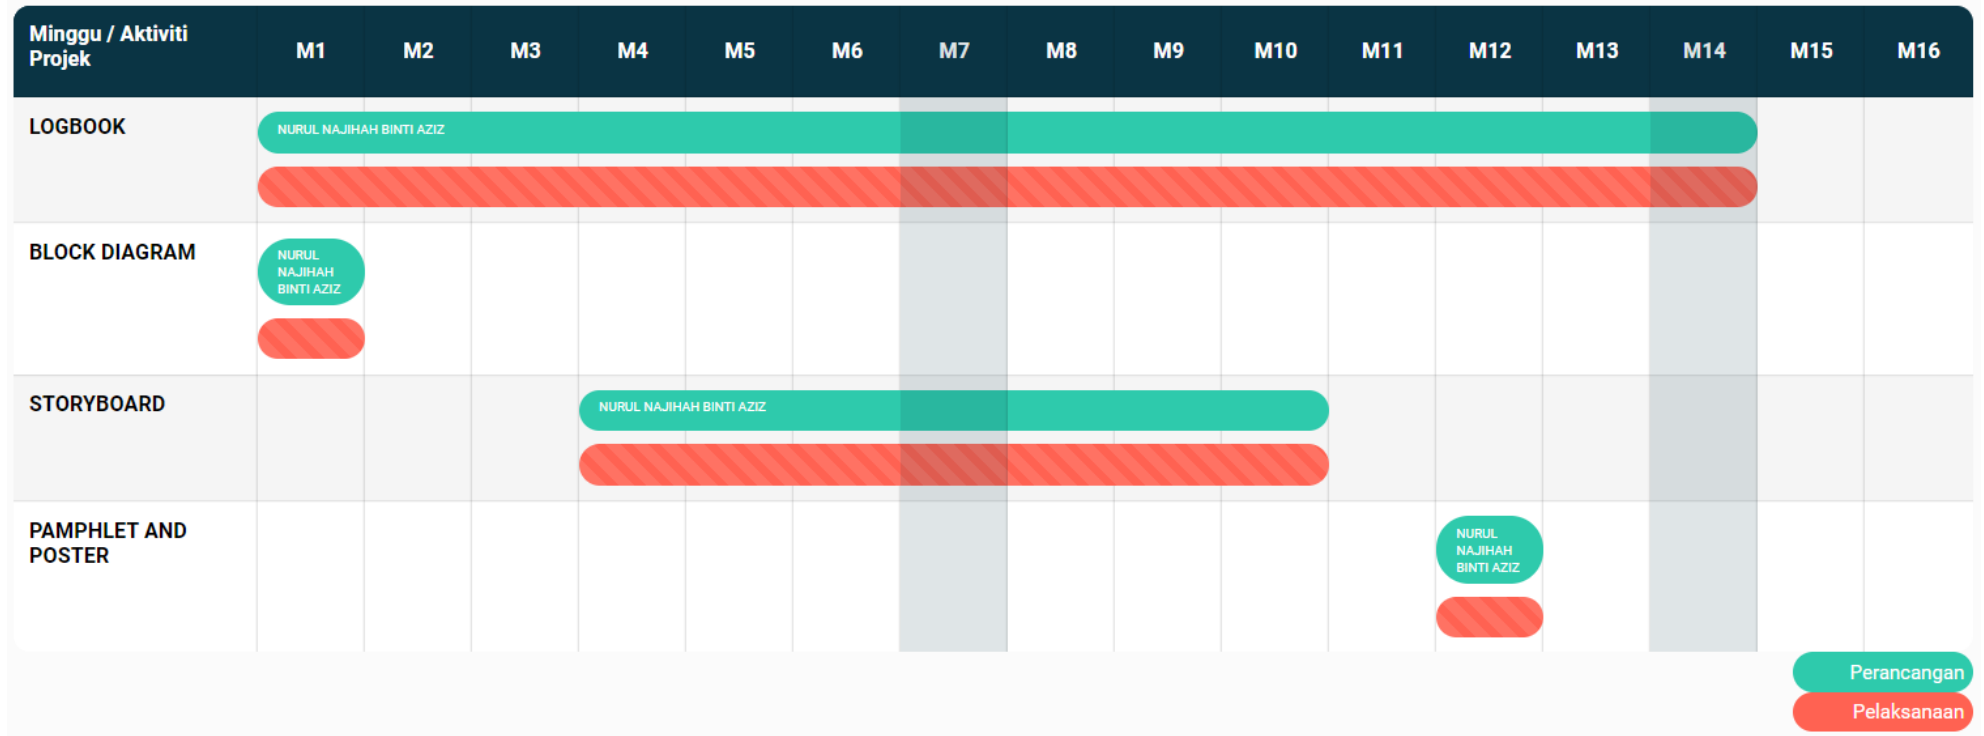 Minggu / Aktiviti
Projek
M1 M2 M3 M4 M5 M6 M7 M8 M9 M10 M11 M12 M13 M14 M15 M16
LOGBOOK
NURUL NAJIHAH BINTI AZIZ
BLOCK DIAGRAM
NURUL
NAJIHAH
BINTI AZIZ
STORYBOARD
NURUL NAJIHAH BINTI AZIZ
PAMPHLET AND
POSTER
NURUL
NAJIHAH
BINTI AZIZ
Perancangan
Pelaksanaan